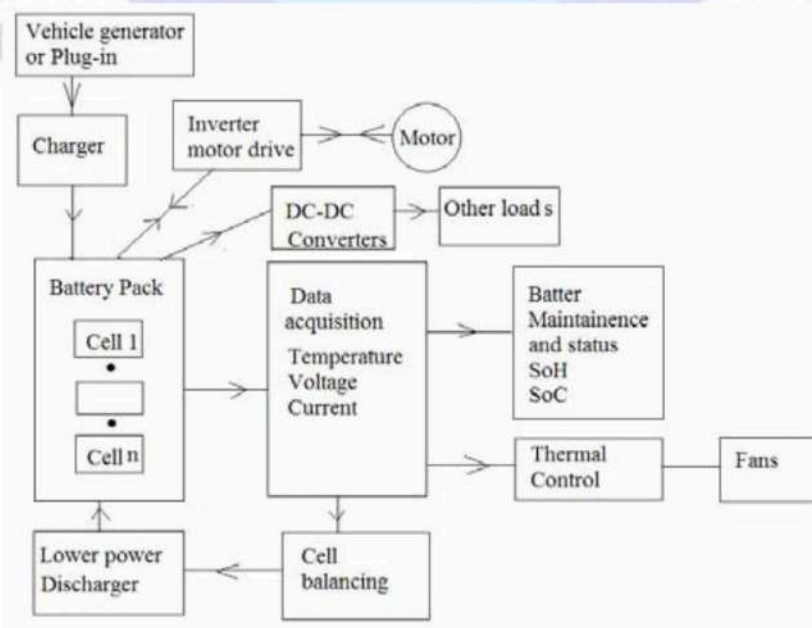 Vehicle generator
or Plug-in
Charger
Inverter
motor drive
Motor
DC-DC
Converters
Other load s
Battery Pack
Cell 1
Cell n
Data
acquisition
Temperature
Voltage
Current
Batter
Maintainence
and status
SoH
SoC
Thermal
Control
Fans
Lower power
Discharger
Cell
balancing